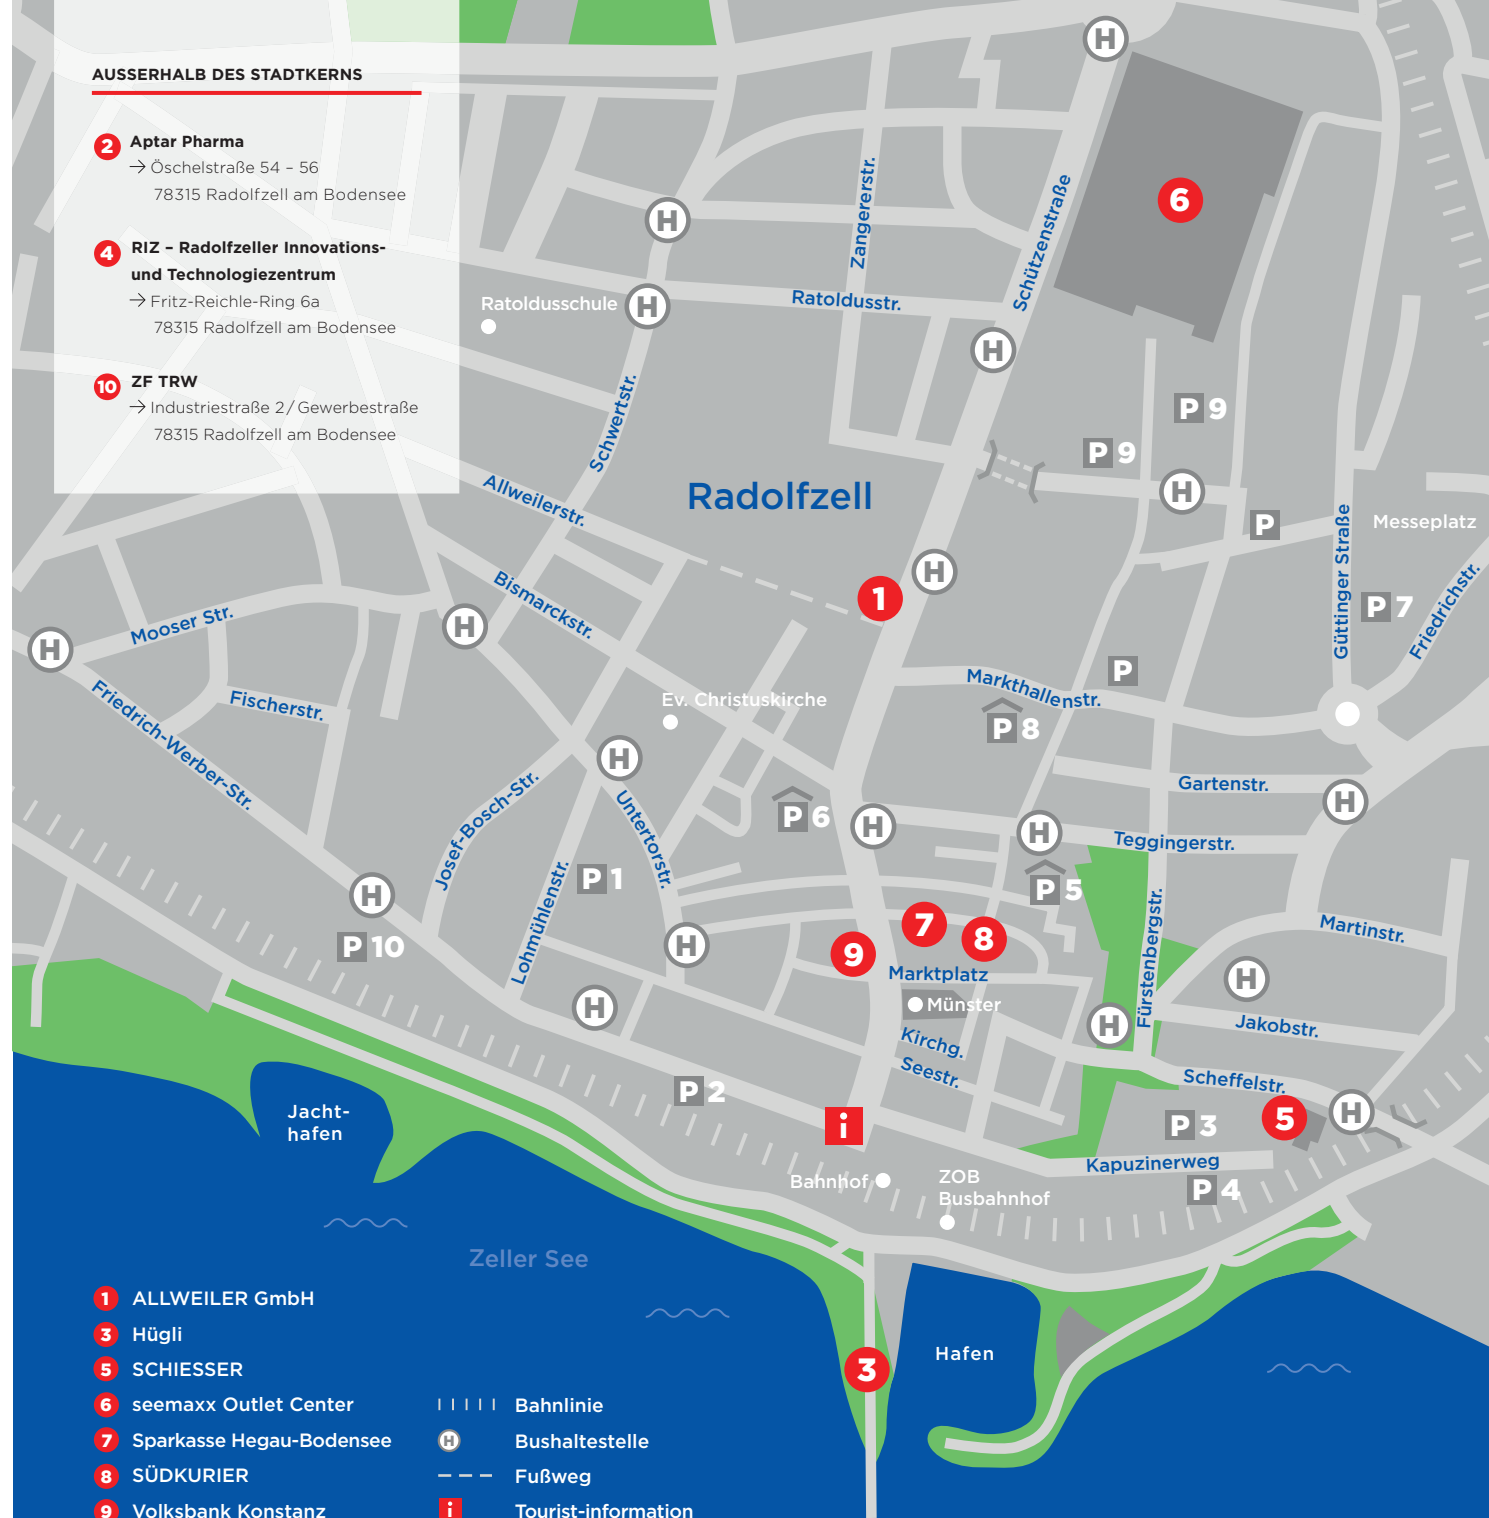 AUSSERHALB DES STADTKERNS
2 Aptar Pharma
→ Öschelstraße 54 – 56
78315 Radolfzell am Bodensee
4 RIZ – Radolfzeller Innovations-
und Technologiezentrum
→ Fritz-Reichle-Ring 6a
78315 Radolfzell am Bodensee
10 ZF TRW
→ Industriestraße 2/Gewerbestraße
78315 Radolfzell am Bodensee
H
6
H
Zangererstr.
Schützenstraße
Ratoldusschule
H
Ratoldusstr.
H
Schwertstr.
P 9
P 9
Allweilerstr.
Radolfzell
H
P
Messeplatz
Güttinger Straße
H
1
Bismarckstr.
P 7
Friedrichstr.
Mooser Str.
H
H
P
Markthallenstr.
Friedrich-Werber-Str.
Fischerstr.
Ev. Christuskirche
P 8
H
Josef-Bosch-Str.
Untertorstr.
P 6
H
H
Gartenstr.
H
Teggingerstr.
Lohmühlenstr.
P 1
P 5
H
Fürstenbergstr.
7
8
9
Martinstr.
P 10
H
Marktplatz
H
Münster
H
H
Jakobstr.
Kirchg.
Seestr.
Scheffelstr.
P 2
Jacht-
hafen
i
P 3
5
H
Kapuzinerweg
Bahnhof
ZOB
Busbahnhof
P 4
Zeller See
Hafen
3
1 ALLWEILER GmbH
3 Hügli
5 SCHIESSER
6 seemaxx Outlet Center
7 Sparkasse Hegau-Bodensee
8 SÜDKURIER
9 Volksbank Konstanz
Bahnlinie
H Bushaltestelle
Fußweg
i Tourist-information